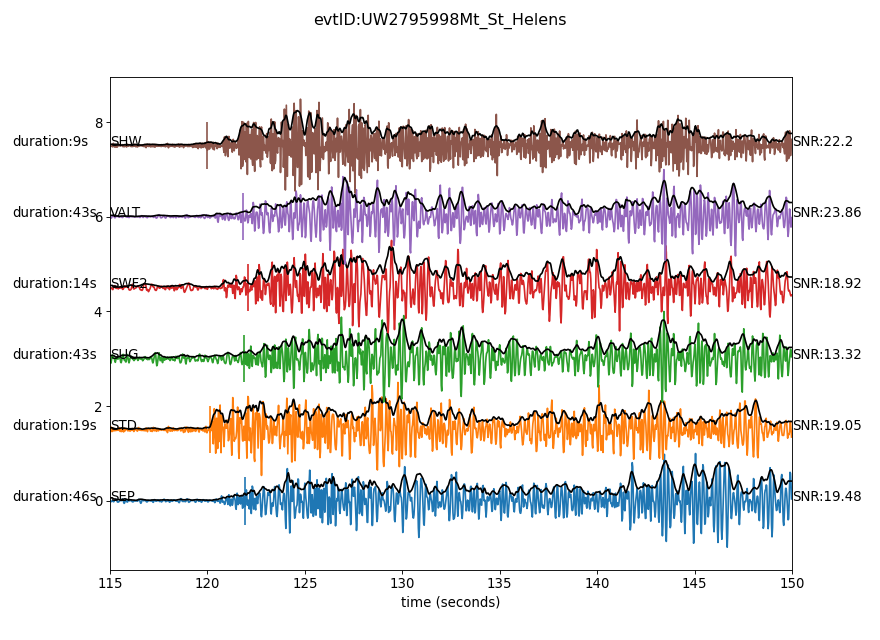 evtID:UW2795998Mt_St_Helens
8
duration:9s SHW SNR:22.2
duration:43s VALT SNR:23.86
6
duration:14s SWF2 SNR:18.92
4
duration:43s SUG SNR:13.32
2
duration:19s STD SNR:19.05
duration:46s SEP SNR:19.48
0
115 120 125 130 135 140 145 150
time (seconds)